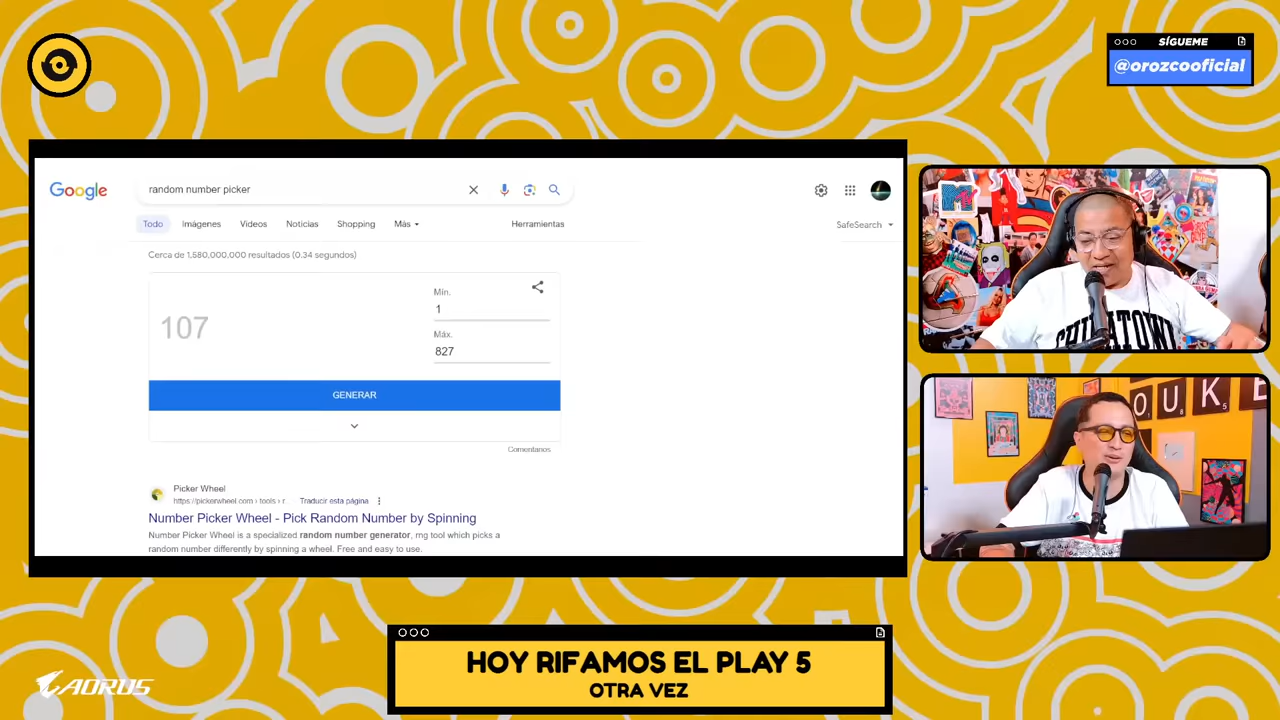 SÍGUEME
@orozcooficial
Google
random number picker
Todo
Imágenes
Videos
Noticias
Shopping
Más
Herramientas
SafeSearch
Cerca de 1,580,000,000 resultados (0.34 segundos)
107
Mín.
1
Máx.
827
GENERAR
Comentarios
Picker Wheel
https://pickerwheel.com › tools › r...
Traducir esta página
Number Picker Wheel - Pick Random Number by Spinning
Number Picker Wheel is a specialized random number generator, rng tool which picks a
random number differently by spinning a wheel. Free and easy to use.
MTV
CHINATOWN
OUKE
HOY RIFAMOS EL PLAY 5
OTRA VEZ
AORUS